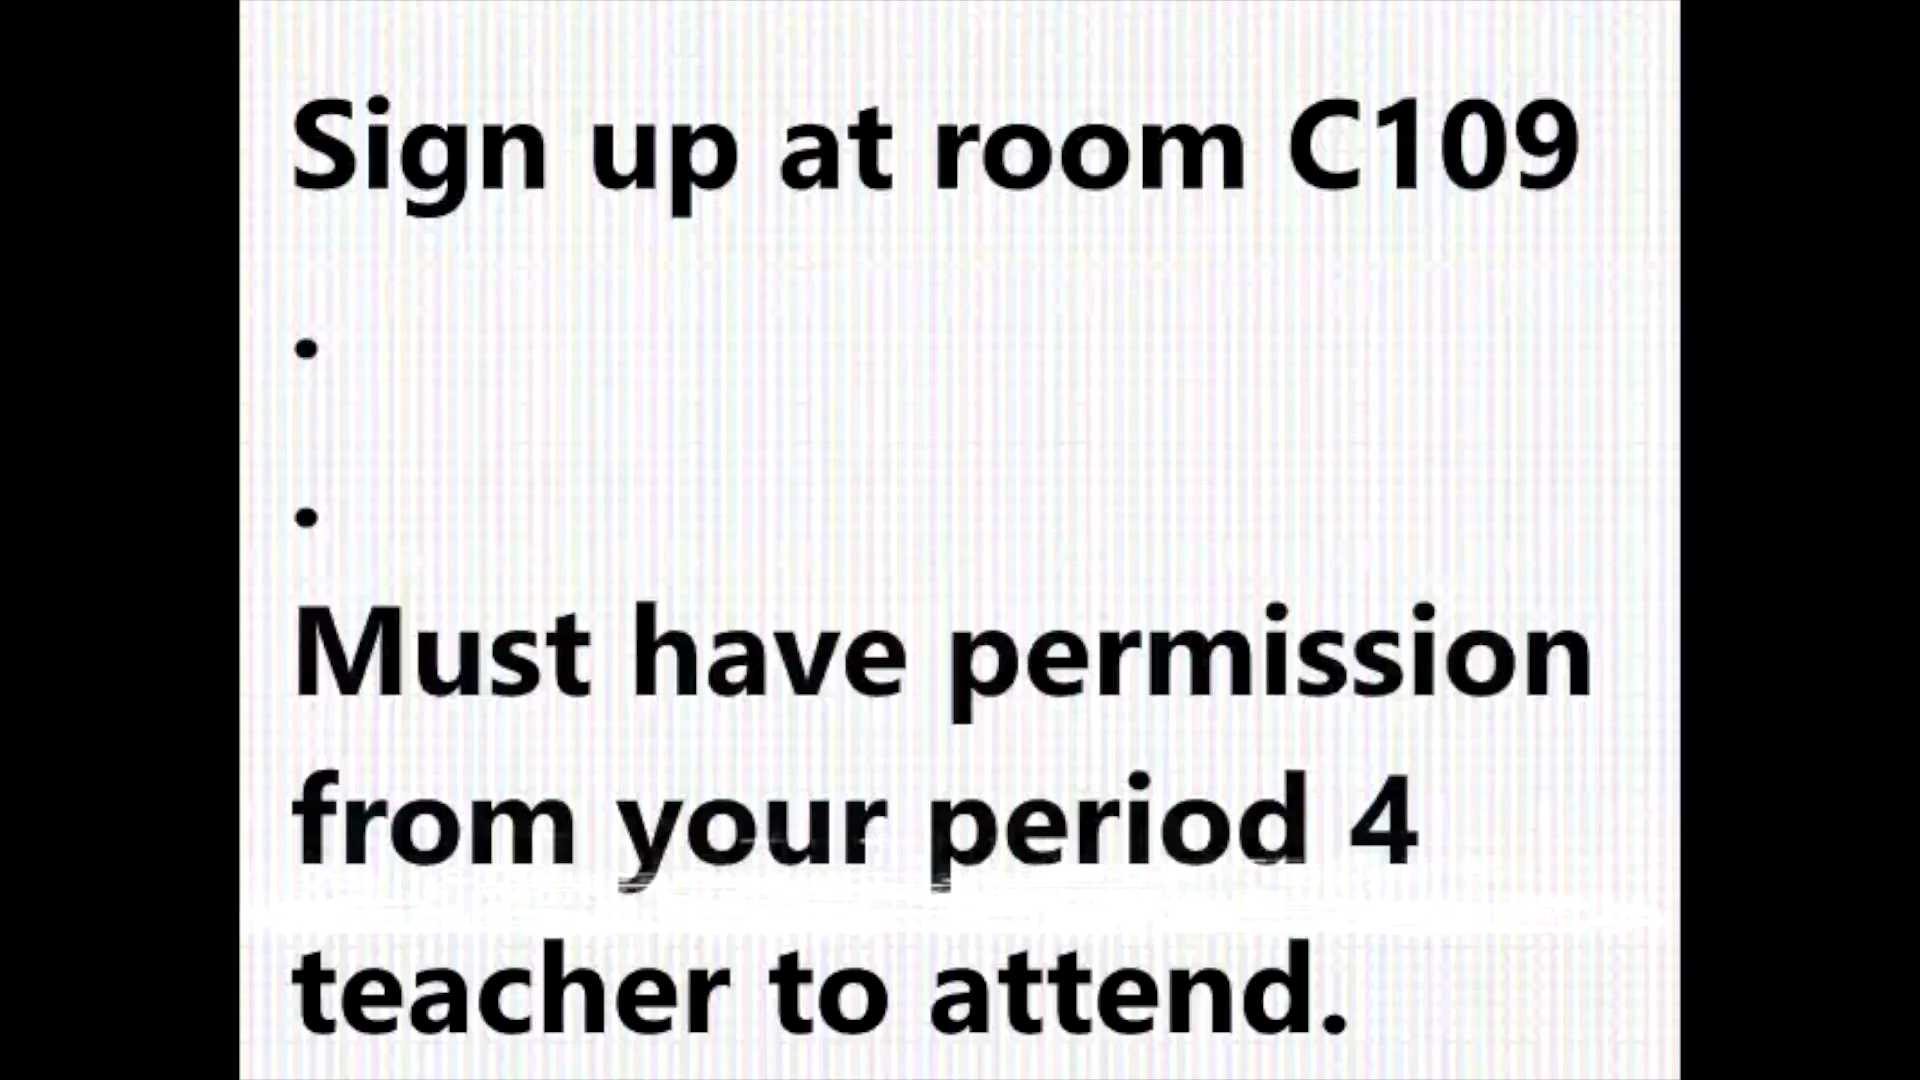 Sign up at room C109
.
.
Must have permission
from your period 4
teacher to attend.